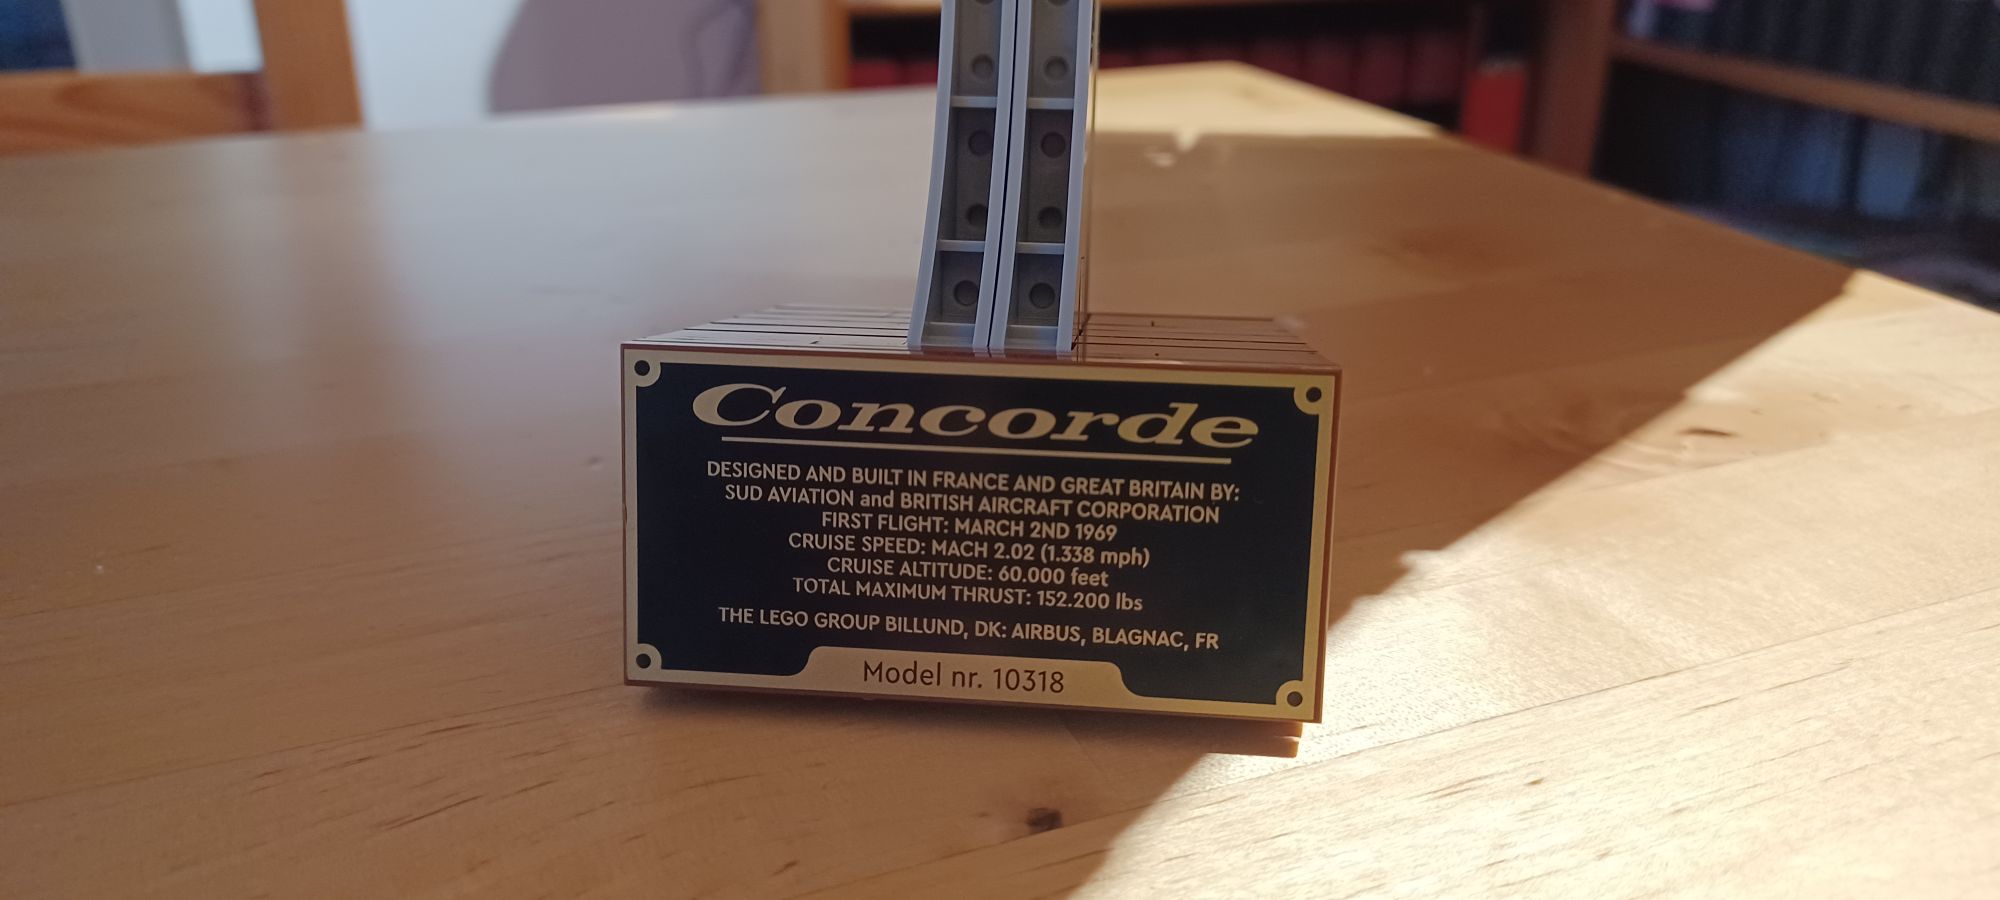 Concorde
DESIGNED AND BUILT IN FRANCE AND GREAT BRITAIN BY:
SUD AVIATION and BRITISH AIRCRAFT CORPORATION
FIRST FLIGHT: MARCH 2ND 1969
CRUISE SPEED: MACH 2.02 (1.338 mph)
CRUISE ALTITUDE: 60.000 feet
TOTAL MAXIMUM THRUST: 152.200 lbs
THE LEGO GROUP BILLUND, DK: AIRBUS, BLAGNAC, FR
Model nr. 10318